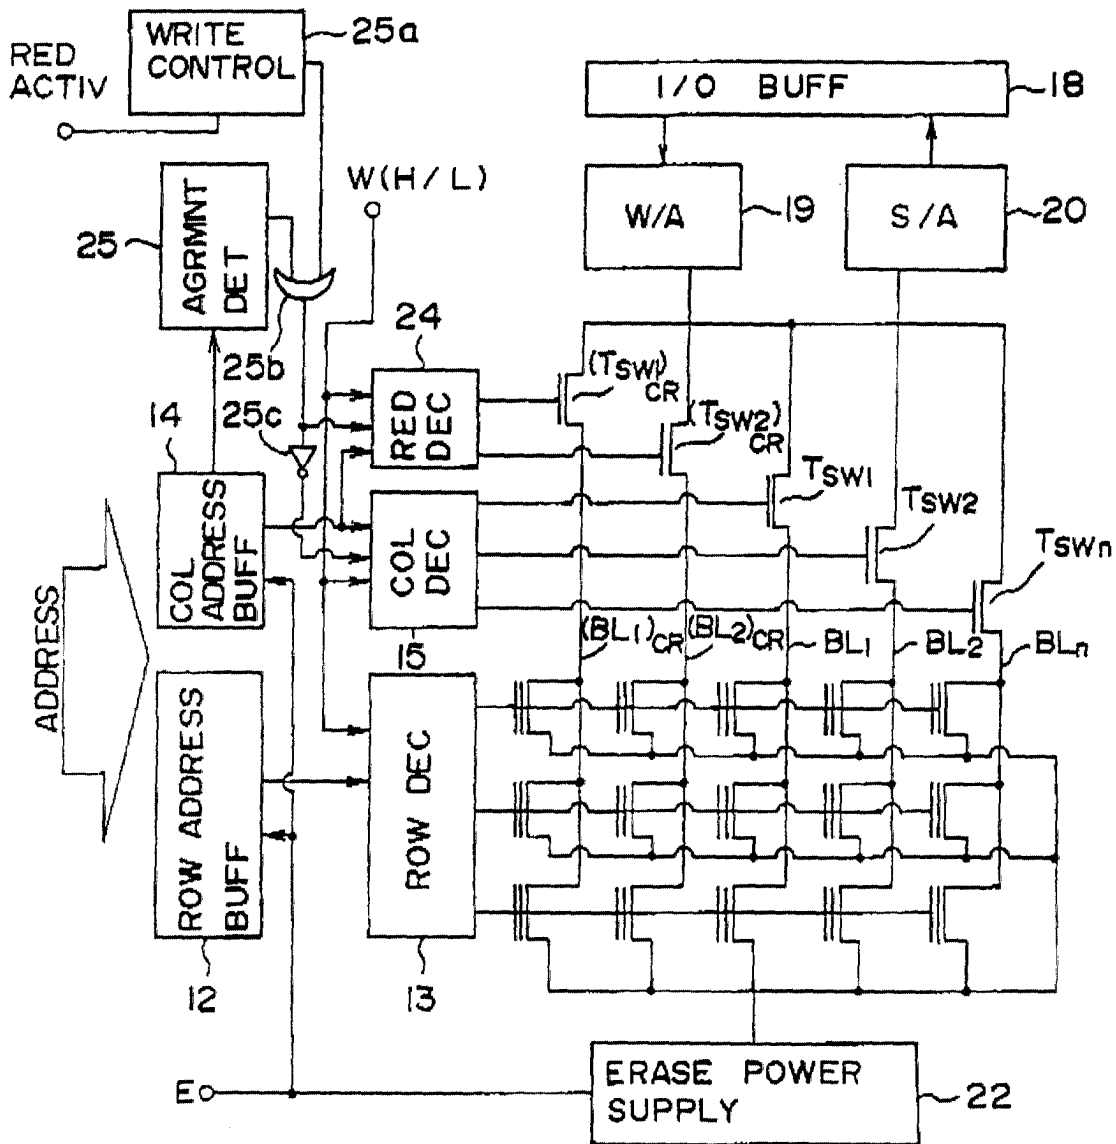 WRITE
CONTROL
25a
RED
ACTIV
I/O BUFF
18
W(H/L)
AGRMNT
DET
25
W/A
19
S/A
20
25b
24
RED DEC
(TSW1)CR
(TSW2)CR
14
25c
COL
ADDRESS
BUFF
COL
DEC
15
TSW1
TSW2
TSWn
ADDRESS
(BL1)CR
(BL2)CR
BL1
BL2
BLn
ROW ADDRESS
BUFF
12
ROW DEC
13
E
ERASE POWER
SUPPLY
22